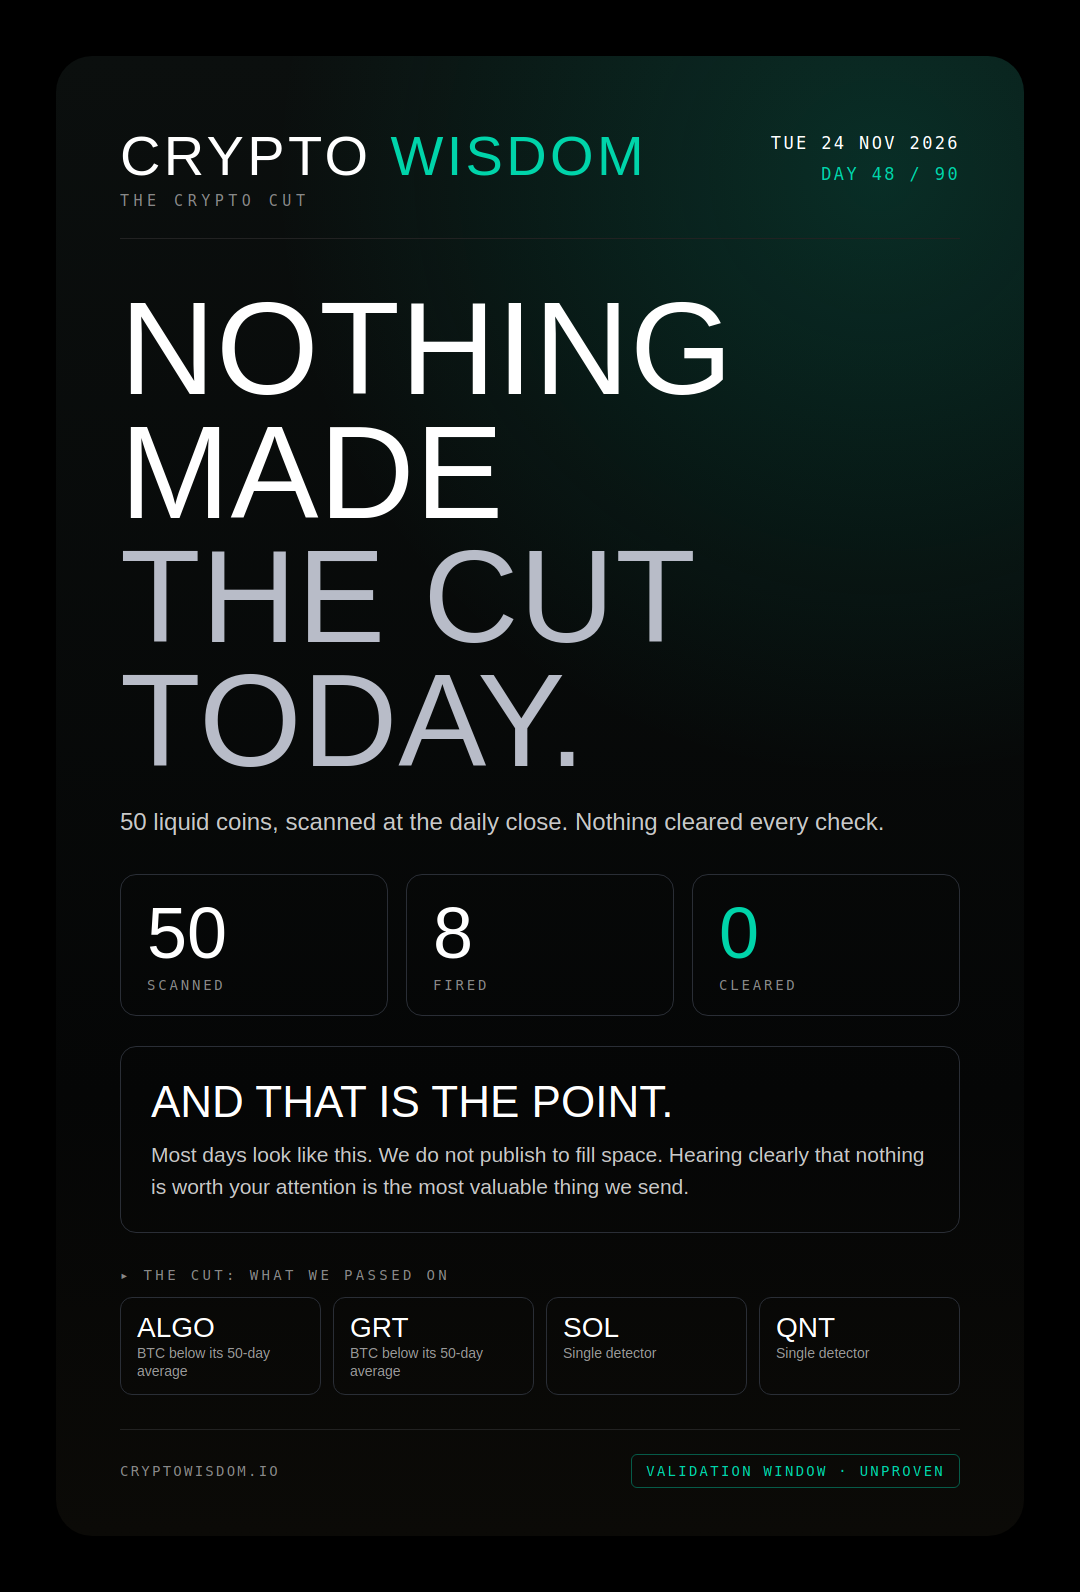 CRYPTO WISDOM
THE CRYPTO CUT
TUE 24 NOV 2026
DAY 48 / 90
NOTHING
MADE
THE CUT
TODAY.
50 liquid coins, scanned at the daily close. Nothing cleared every check.
50
SCANNED
8
FIRED
0
CLEARED
AND THAT IS THE POINT.
Most days look like this. We do not publish to fill space. Hearing clearly that nothing
is worth your attention is the most valuable thing we send.
▸ THE CUT: WHAT WE PASSED ON
ALGO
BTC below its 50-day
average
GRT
BTC below its 50-day
average
SOL
Single detector
QNT
Single detector
CRYPTOWISDOM.IO
VALIDATION WINDOW · UNPROVEN